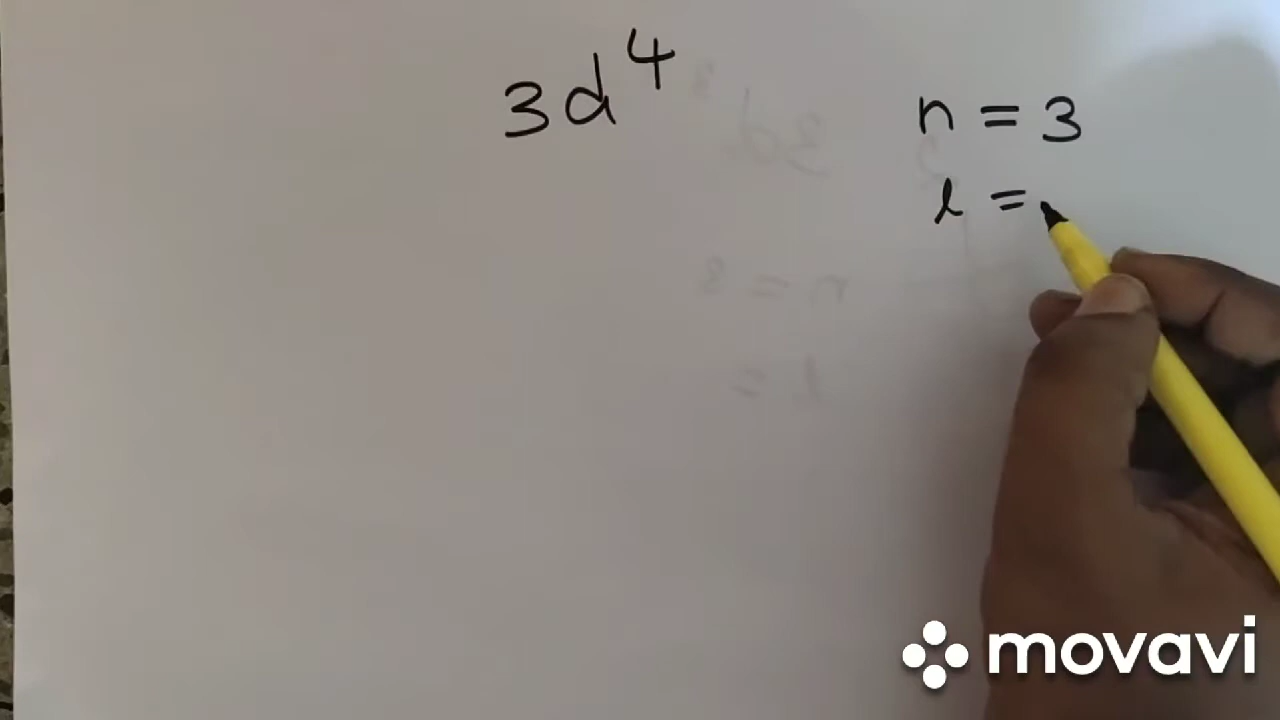 3d⁴
n = 3
l =
movavi